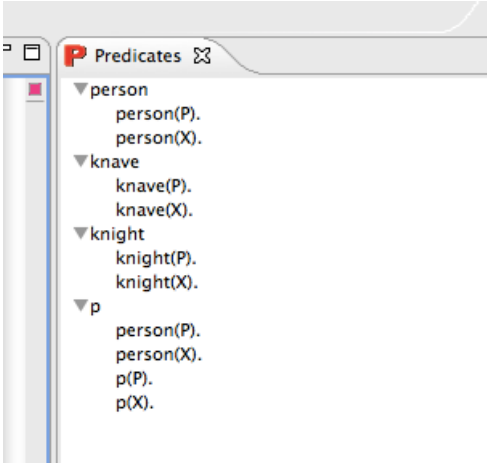 Predicates
person
person(P).
person(X).
knave
knave(P).
knave(X).
knight
knight(P).
knight(X).
p
person(P).
person(X).
p(P).
p(X).